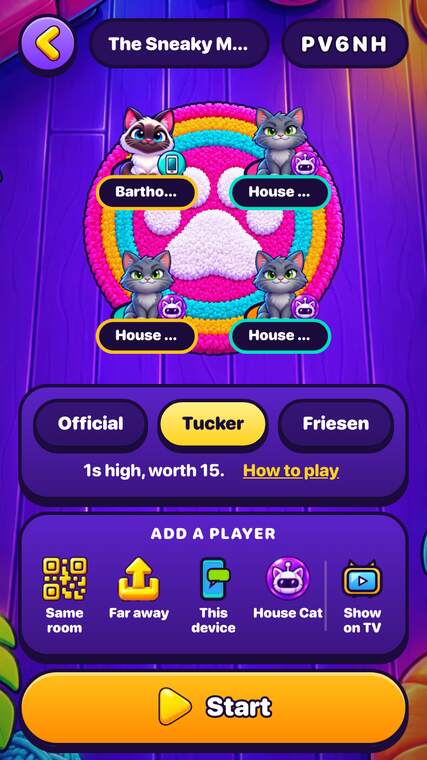 The Sneaky M...
PV6NH
Bartho...
House ...
House ...
House ...
Official
Tucker
Friesen
1s high, worth 15. How to play
ADD A PLAYER
Same room
Far away
This device
House Cat
Show on TV
Start